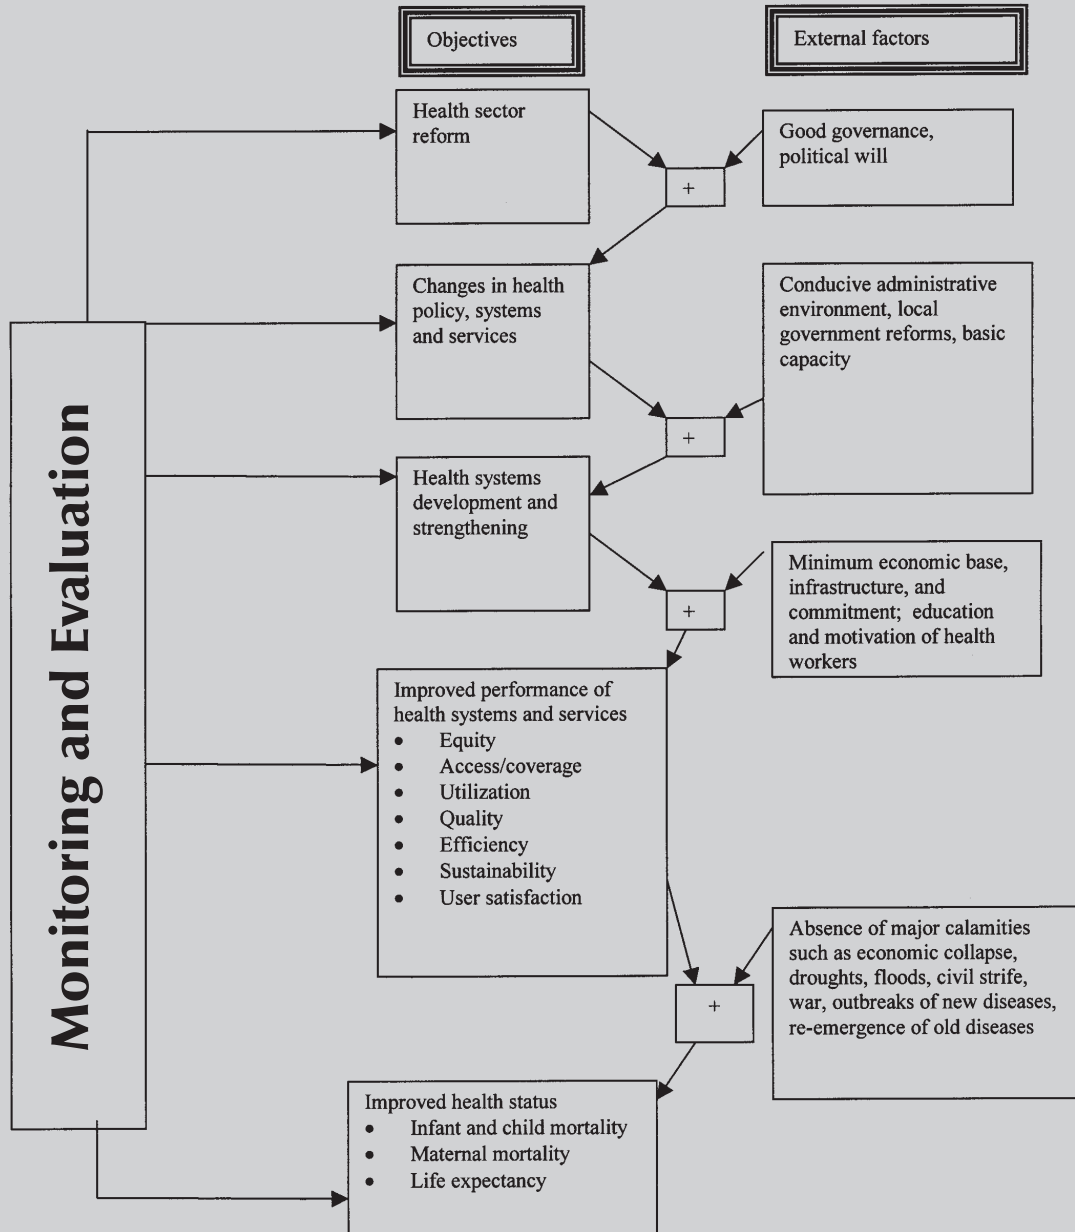 Objectives
External factors
Health sector
reform
Good governance,
political will
+
Changes in health
policy, systems
and services
Conducive administrative
environment, local
government reforms, basic
capacity
+
Health systems
development and
strengthening
Minimum economic base,
infrastructure, and
commitment; education
and motivation of health
workers
+
Monitoring and Evaluation
Improved performance of
health systems and services
• Equity
• Access/coverage
• Utilization
• Quality
• Efficiency
• Sustainability
• User satisfaction
Absence of major calamities
such as economic collapse,
droughts, floods, civil strife,
war, outbreaks of new diseases,
re-emergence of old diseases
+
Improved health status
• Infant and child mortality
• Maternal mortality
• Life expectancy